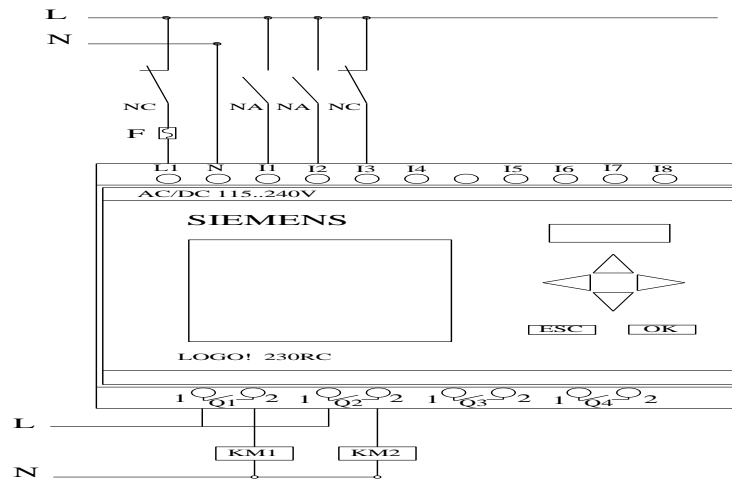 L
N
NC NA NA NC
F S
L1 N I1 I2 I3 I4 I5 I6 I7 I8
AC/DC 115..240V
SIEMENS
ESC OK
LOGO! 230RC
1 Q1 2 1 Q2 2 1 Q3 2 1 Q4 2
L
KM1 KM2
N